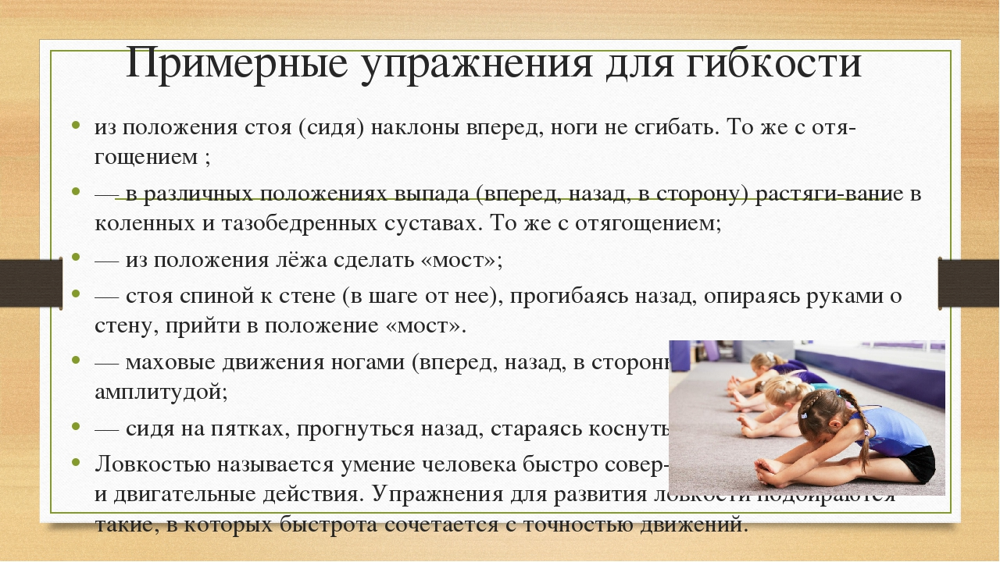 Примерные упражнения для гибкости
из положения стоя (сидя) наклоны вперед, ноги не сгибать. То же с отя-
гощением ;
— в различных положениях выпада (вперед, назад, в сторону) растяги-вание в
коленных и тазобедренных суставах. То же с отягощением;
— из положения лёжа сделать «мост»;
— стоя спиной к стене (в шаге от нее), прогибаясь назад, опираясь руками о
стену, прийти в положение «мост».
— маховые движения ногами (вперед, назад, в сторон
амплитудой;
— сидя на пятках, прогнуться назад, стараясь коснуть
Ловкостью называется умение человека быстро совер-
и двигательные действия. Упражнения для развития ловкости подбираются
такие, в которых быстрота сочетается с точностью движений.